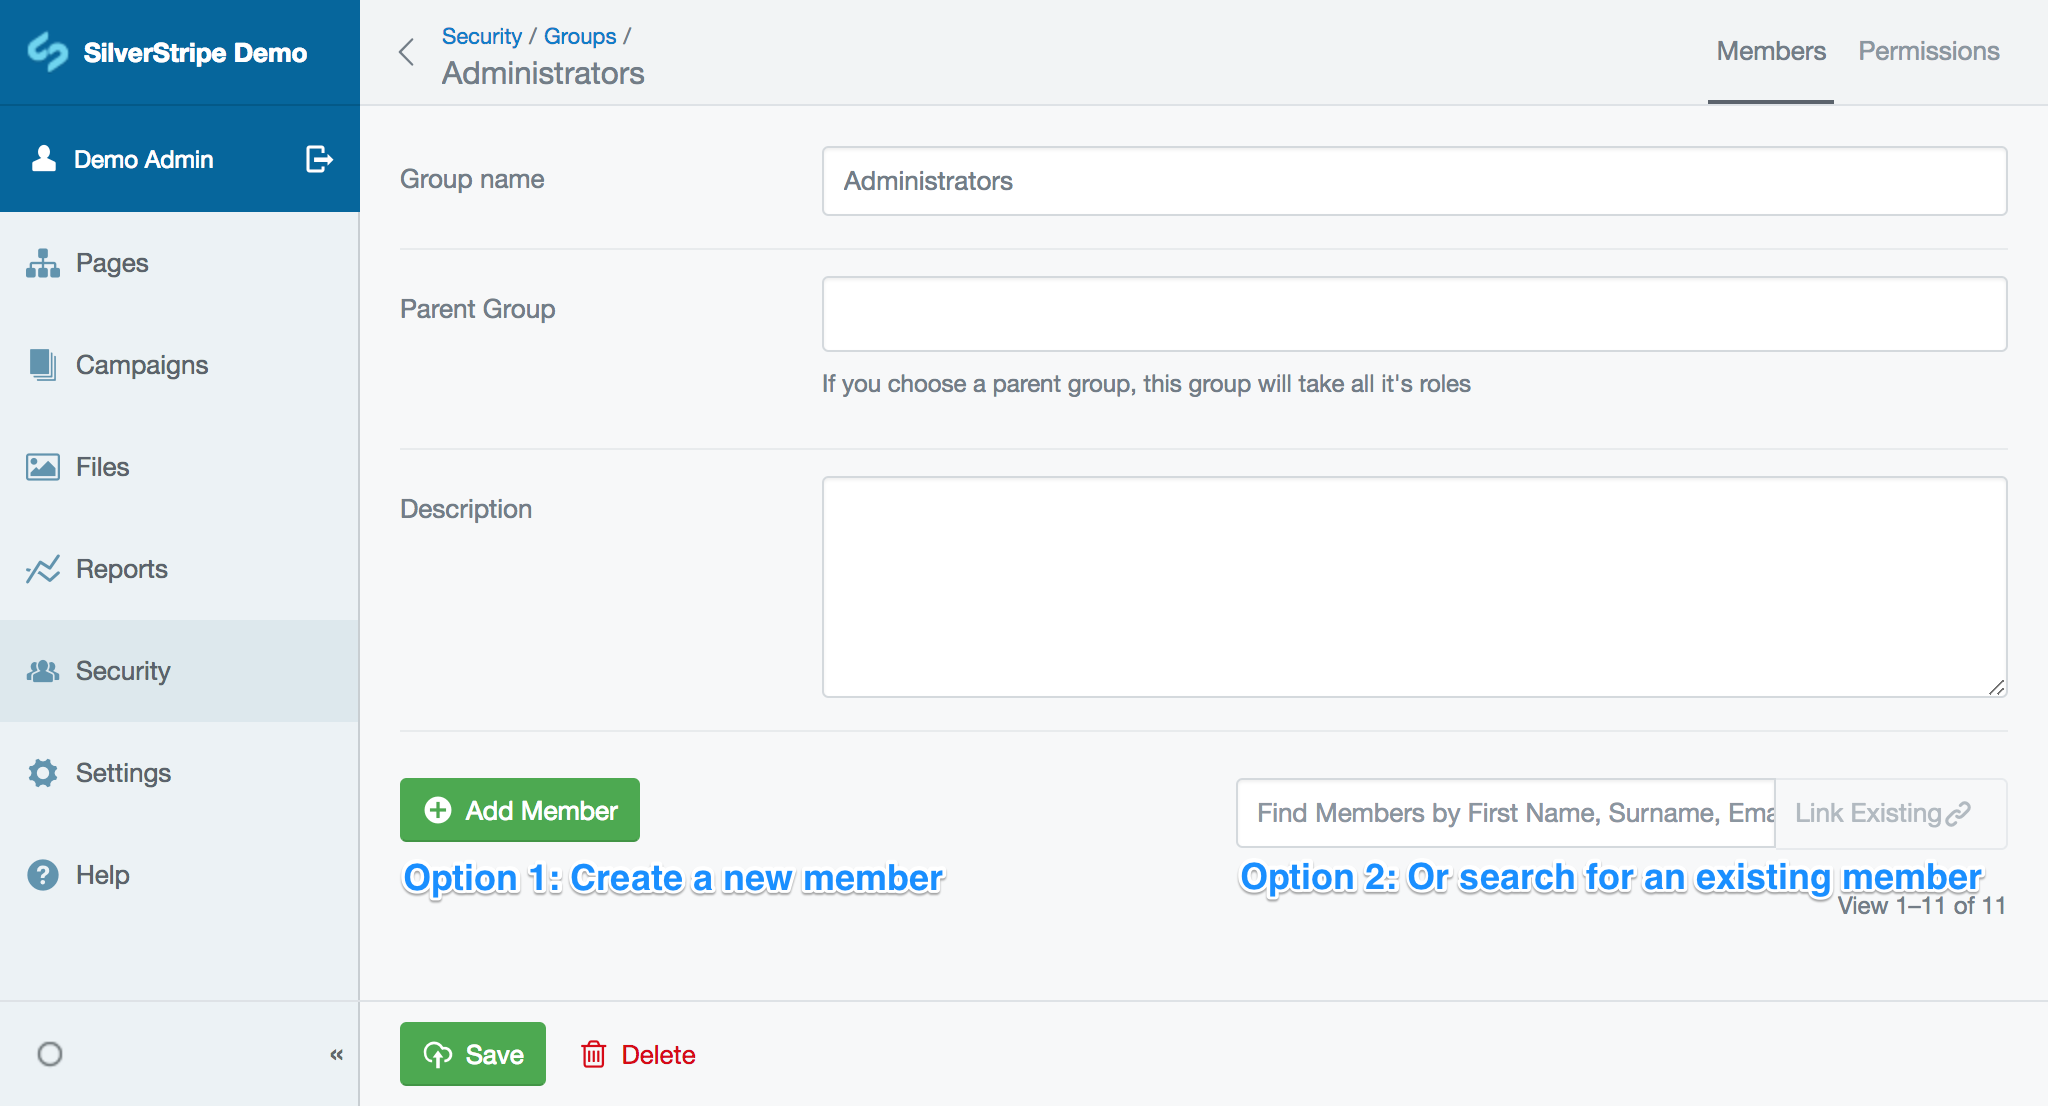 SilverStripe Demo
Demo Admin
Pages
Campaigns
Files
Reports
Security
Settings
Help
«
Security / Groups /
Administrators
Members
Permissions
Group name
Administrators
Parent Group
If you choose a parent group, this group will take all it's roles
Description
Add Member
Find Members by First Name, Surname, Ema
Link Existing
Option 1: Create a new member
Option 2: Or search for an existing member
View 1–11 of 11
Save
Delete